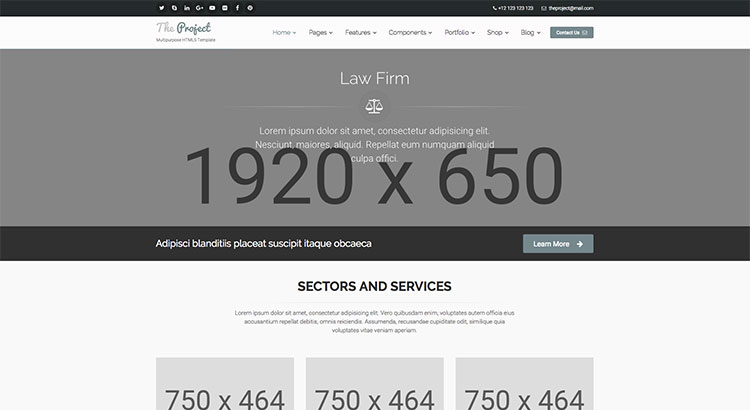 +12 123 123 123 theproject@mail.com
The Project
Multipurpose HTML5 Template
Home Pages Features Components Portfolio Shop Blog Contact Us
Law Firm
Lorem ipsum dolor sit amet, consectetur adipisicing elit.
Nesciunt, maiores, aliquid. Repellat eum numquam aliquid
culpa offici.
1920 x 650
Adipisci blanditiis placeat suscipit itaque obcaeca
Learn More
SECTORS AND SERVICES
Lorem ipsum dolor sit amet, consectetur adipisicing elit. Vero quibusdam enim, voluptates autem officia eius
accusantium repellat debitis, omnis reiciendis. Assumenda, recusandae cupiditate odit, similique quam
voluptates vitae veniam aperiam.
750 x 464 750 x 464 750 x 464